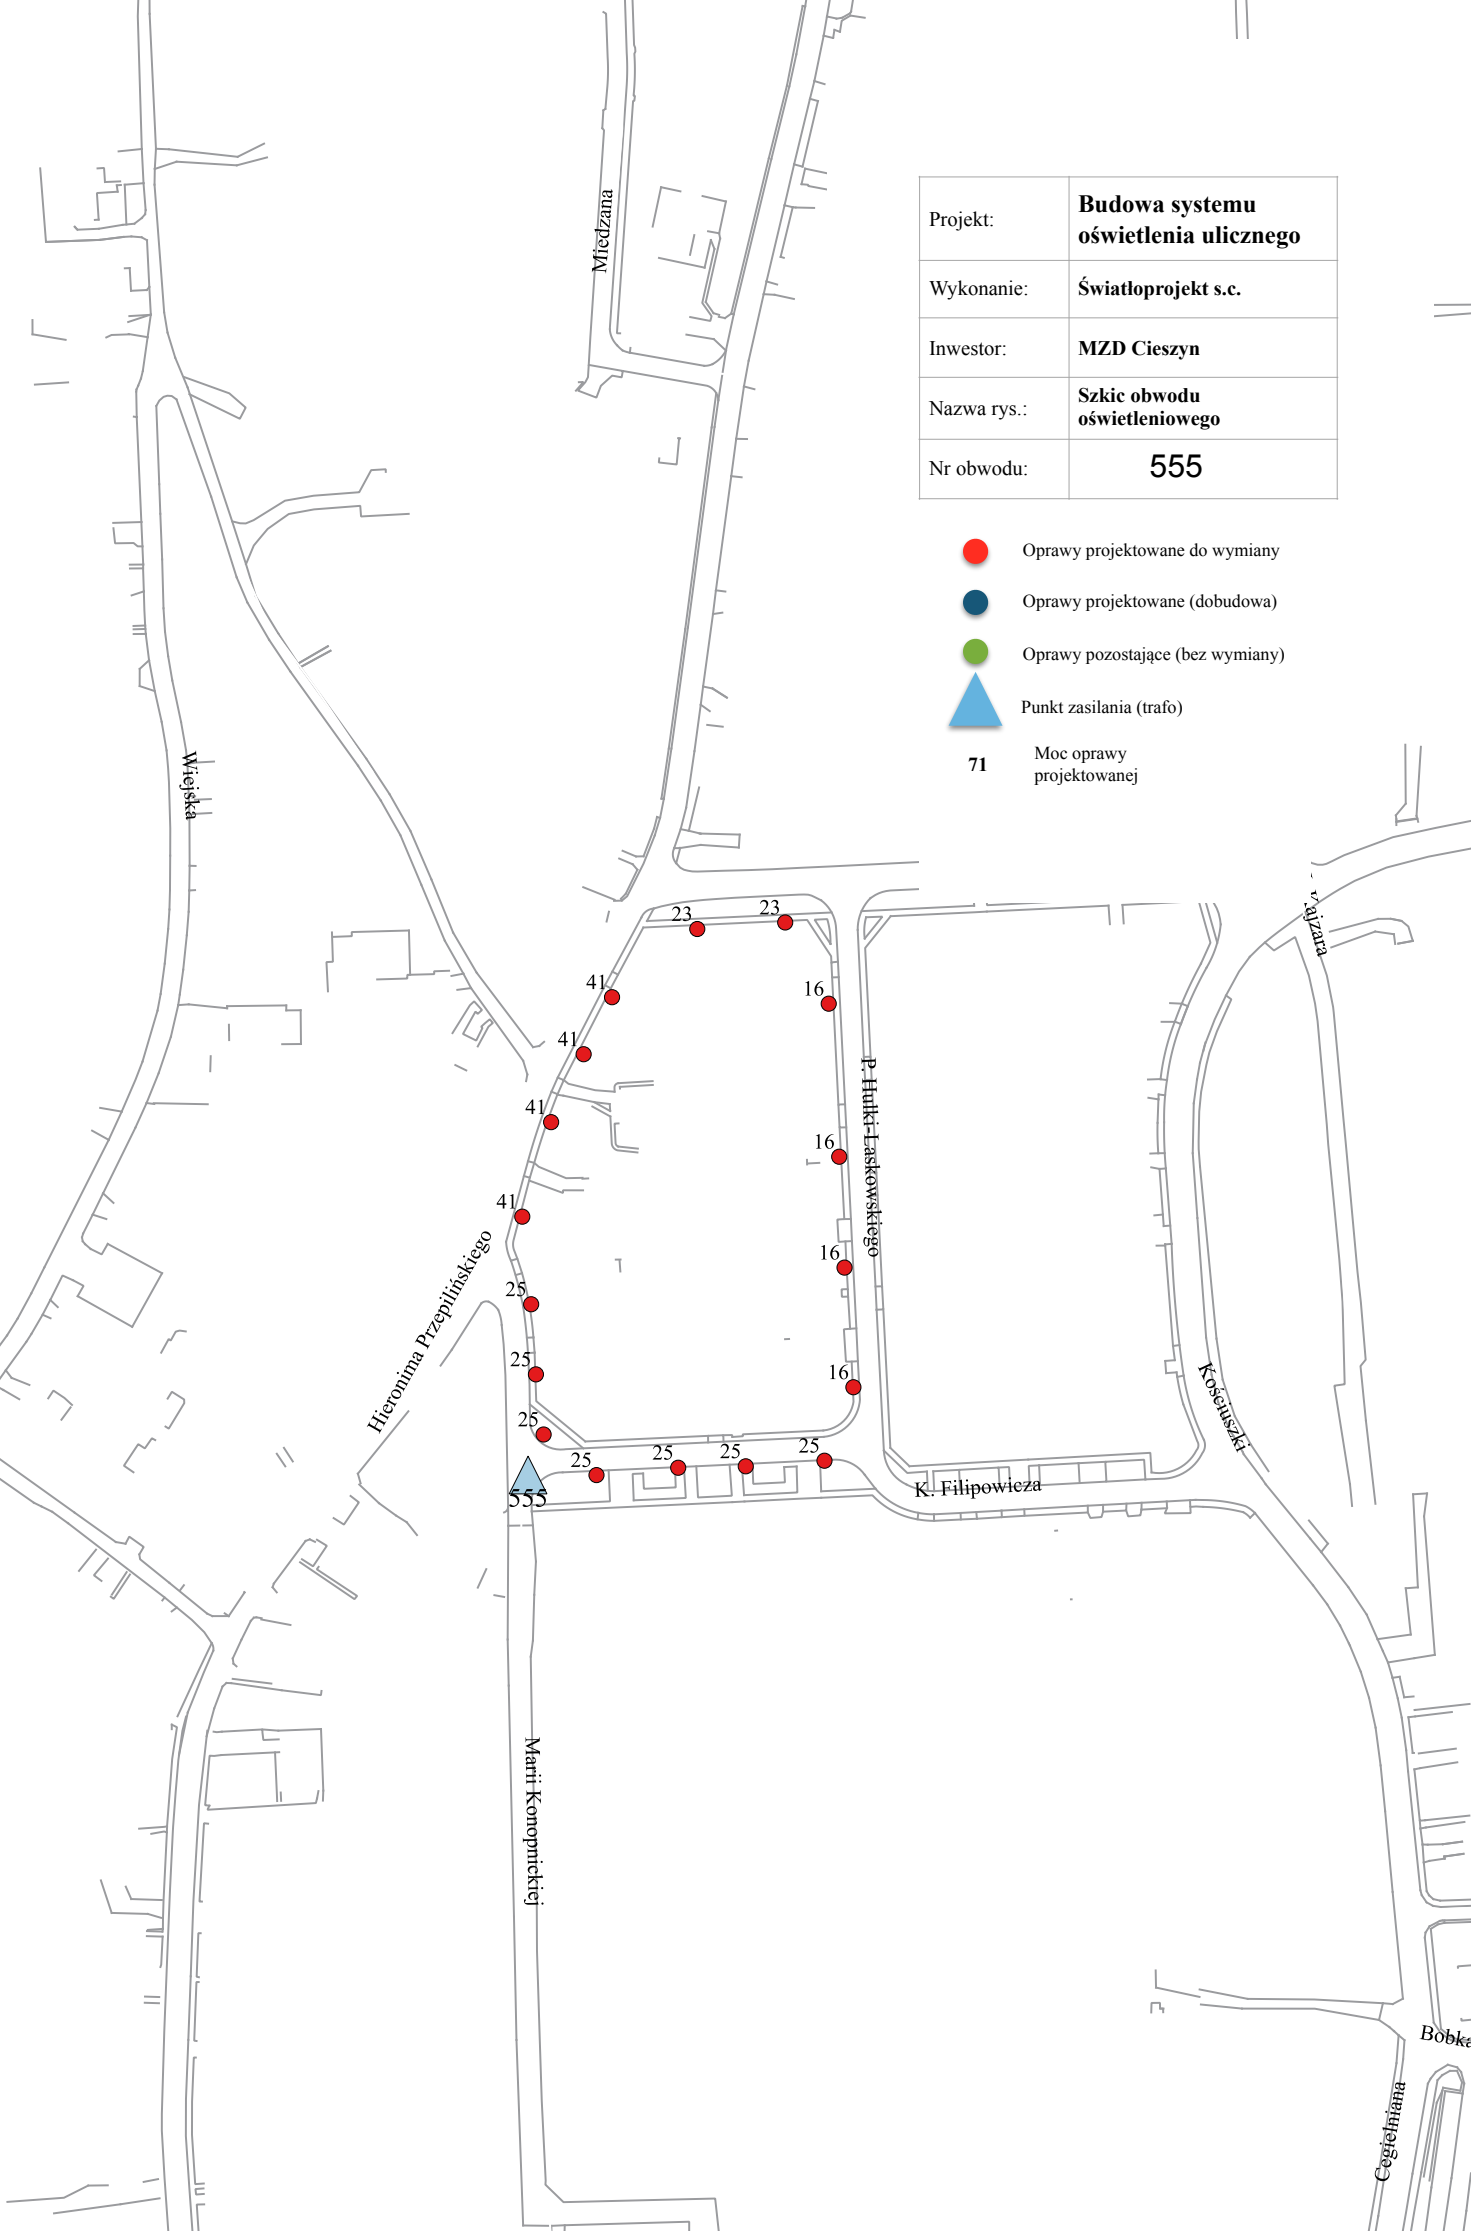 Miedzana
Projekt:
Budowa systemu
oświetlenia ulicznego
Wykonanie:
Światłoprojekt s.c.
Inwestor:
MZD Cieszyn
Nazwa rys.:
Szkic obwodu
oświetleniowego
Nr obwodu:
555
Oprawy projektowane do wymiany
Oprawy projektowane (dobudowa)
Oprawy pozostające (bez wymiany)
Punkt zasilania (trafo)
71
Moc oprawy
projektowanej
Wiejska
Kajzara
23
23
41
16
41
41
16
41
16
25
25
16
25
25
25
25
25
555
P. Hulki-Laskowskiego
Hieronima Przepilińskiego
Kościuszki
K. Filipowicza
Marii Konopnickiej
Cegielniana